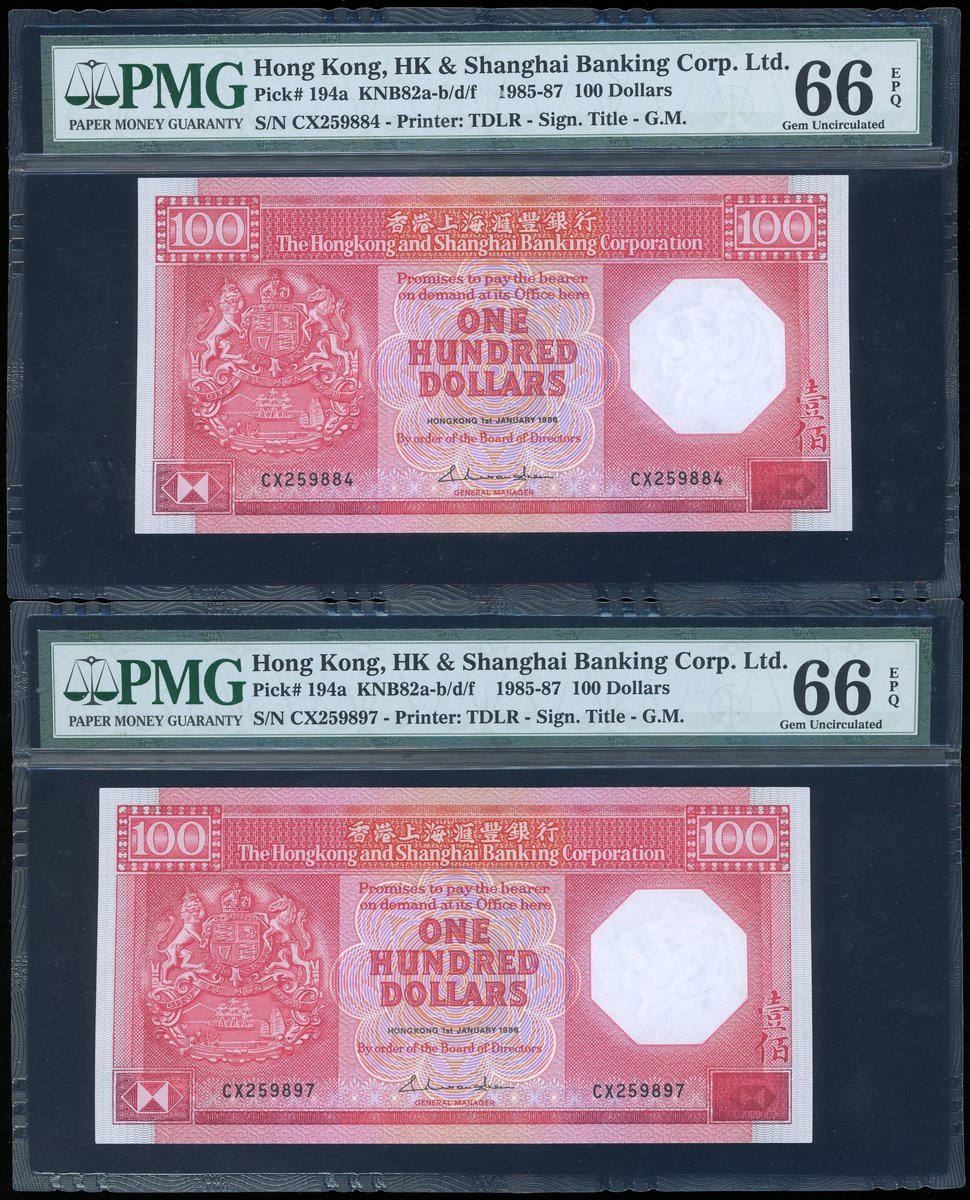 PMG
PAPER MONEY GUARANTY
Hong Kong, HK & Shanghai Banking Corp. Ltd.
Pick# 194a KNB82a-b/d/f 1985-87 100 Dollars
S/N CX259884 - Printer: TDLR - Sign. Title - G.M.
66
EPQ
Gem Uncirculated
100
香港上海滙豐銀行
100
The Hongkong and Shanghai Banking Corporation
Promises to pay the bearer
on demand at its Office here
ONE
HUNDRED
DOLLARS
HONGKONG 1st JANUARY 1986
By order of the Board of Directors
壹佰
CX259884
CX259884
GENERAL MANAGER
PMG
PAPER MONEY GUARANTY
Hong Kong, HK & Shanghai Banking Corp. Ltd.
Pick# 194a KNB82a-b/d/f 1985-87 100 Dollars
S/N CX259897 - Printer: TDLR - Sign. Title - G.M.
66
EPQ
Gem Uncirculated
100
香港上海滙豐銀行
100
The Hongkong and Shanghai Banking Corporation
Promises to pay the bearer
on demand at its Office here
ONE
HUNDRED
DOLLARS
HONGKONG 1st JANUARY 1986
By order of the Board of Directors
壹佰
CX259897
CX259897
GENERAL MANAGER